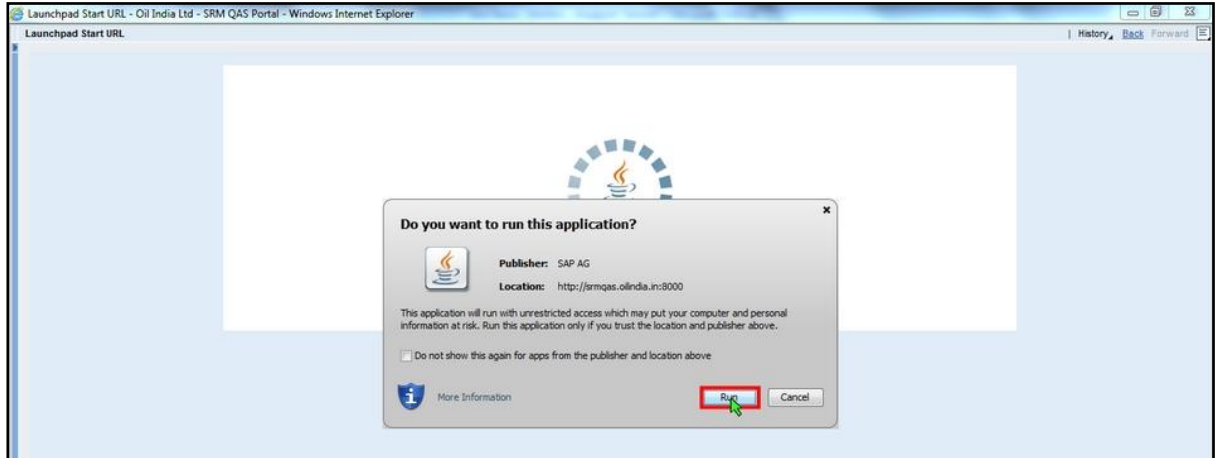 Launchpad Start URL - Oil India Ltd - SRM QAS Portal - Windows Internet Explorer
Launchpad Start URL | History Back Forward
Do you want to run this application?
Publisher: SAP AG
Location: http://srmqas.oilindia.in:8000
This application will run with unrestricted access which may put your computer and personal
information at risk. Run this application only if you trust the location and publisher above.
Do not show this again for apps from the publisher and location above
More Information Run Cancel